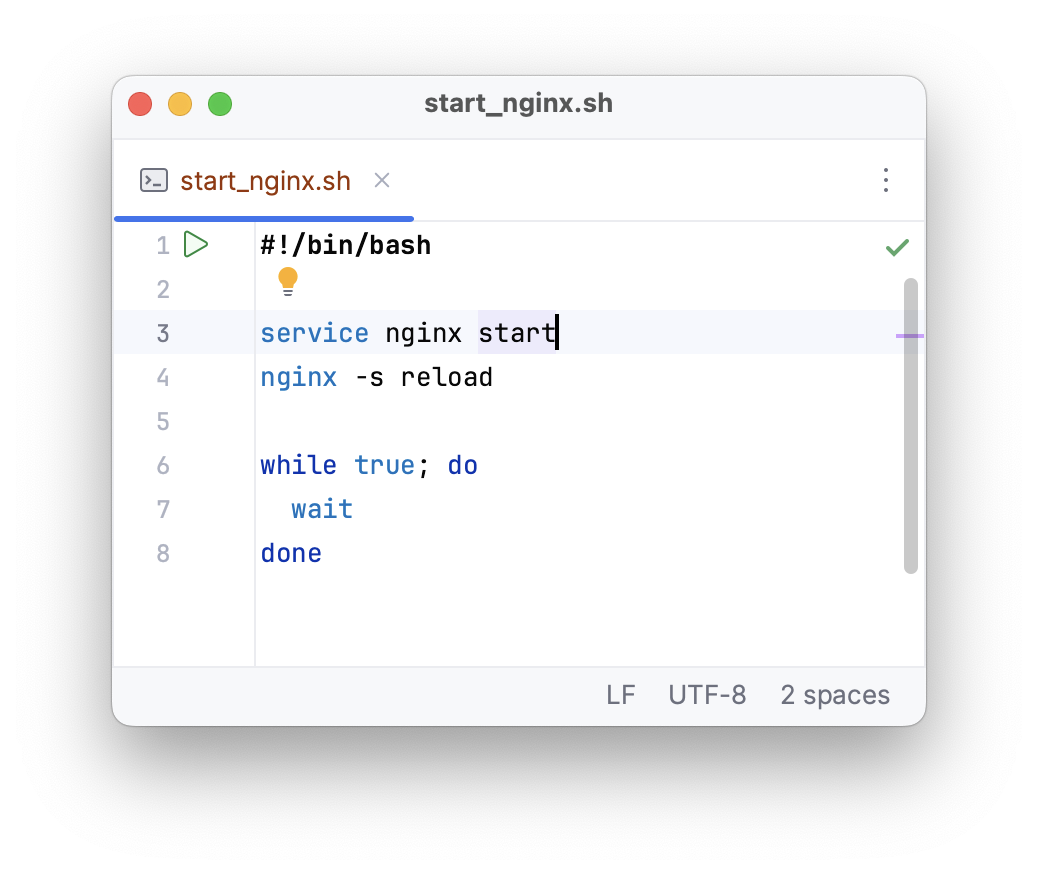 start_nginx.sh
start_nginx.sh
1 #!/bin/bash
2
3 service nginx start
4 nginx -s reload
5
6 while true; do
7   wait
8 done
LF UTF-8 2 spaces